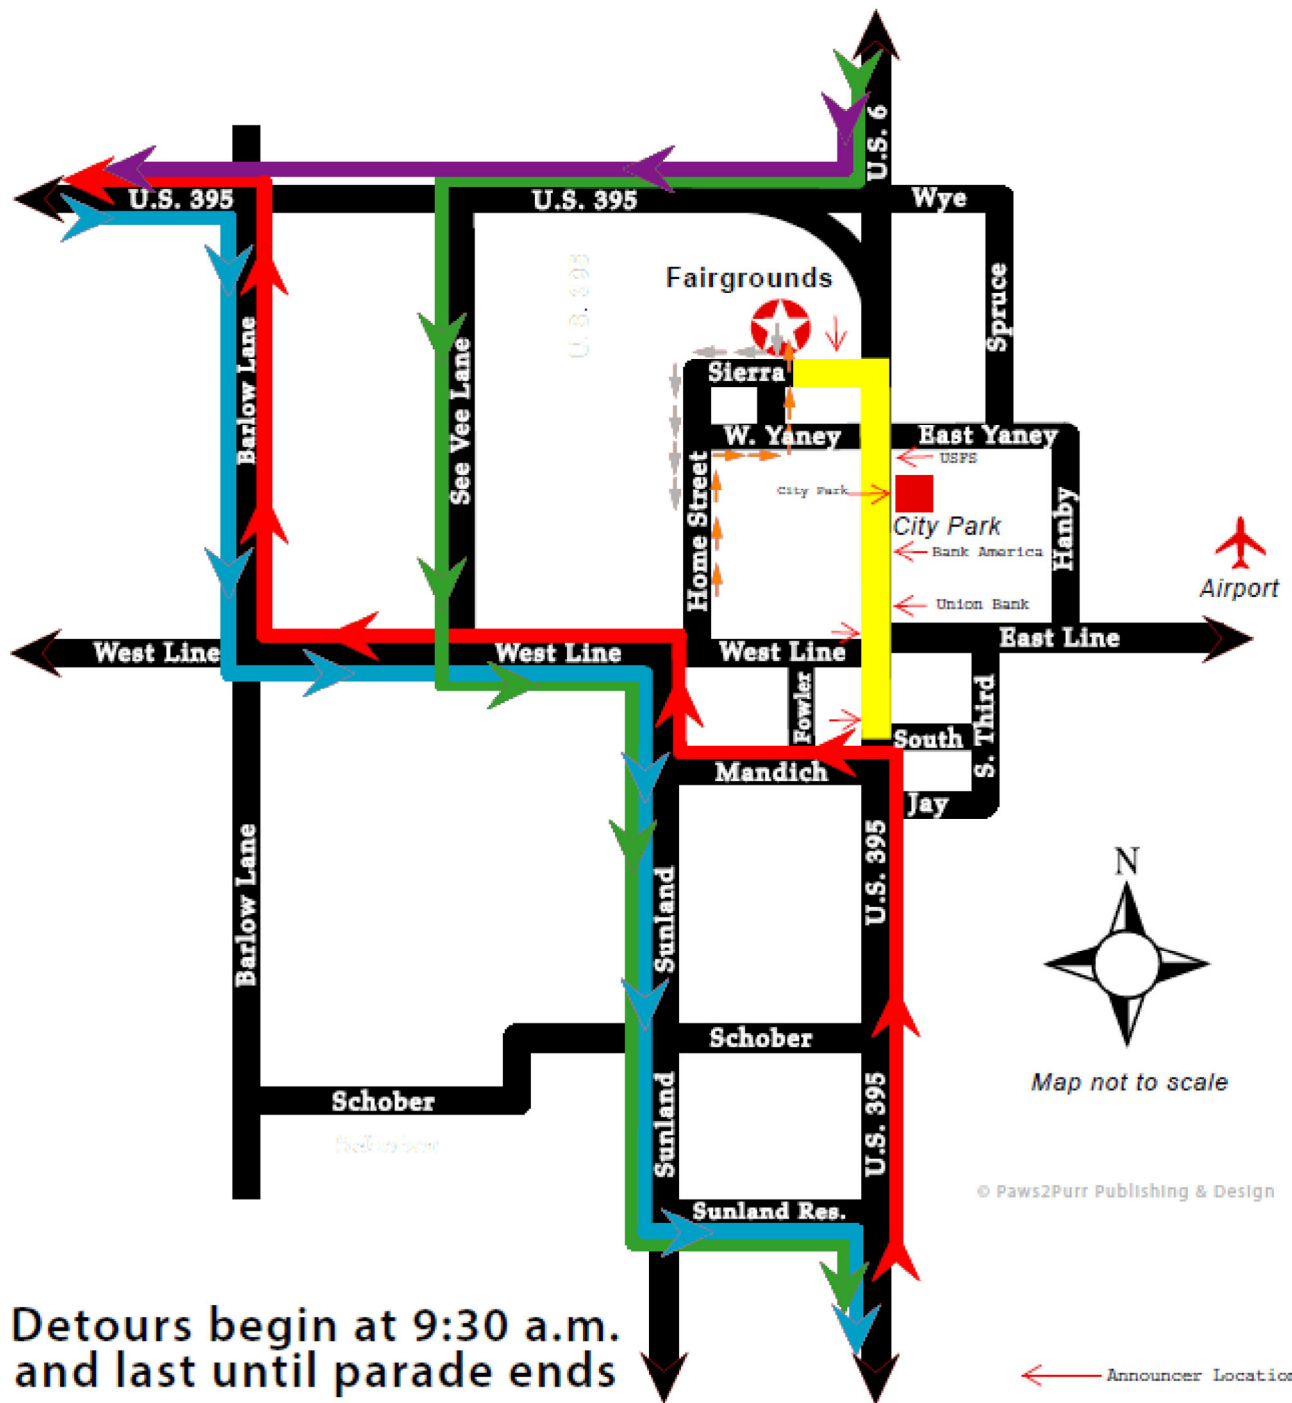 U.S. 6
U.S. 395
U.S. 395
Wye
U.S. 395
Fairgrounds
Spruce
Barlow Lane
See Vee Lane
Sierra
W. Yaney
East Yaney
USFS
City Park
City Park
Home Street
Hanby
Bank America
Airport
Union Bank
West Line
West Line
West Line
East Line
Fowler
South
S. Third
Mandich
Jay
U.S. 395
Barlow Lane
Sunland
N
Schober
Map not to scale
Schober
Sunland
U.S. 395
© Paws2Purr Publishing & Design
Sunland Res.
Detours begin at 9:30 a.m.
and last until parade ends
Announcer Location